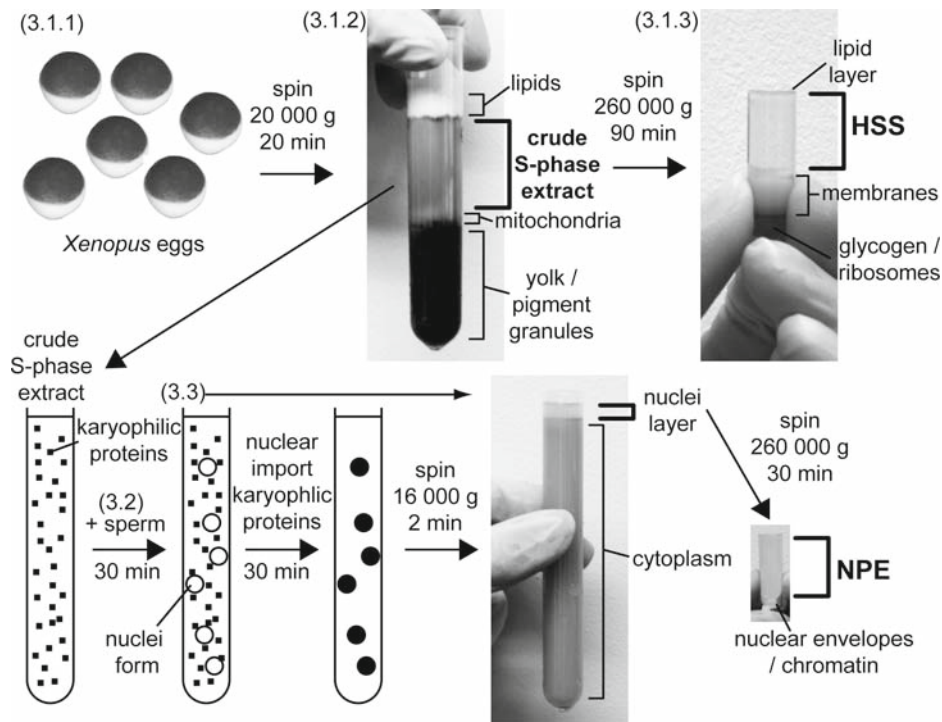 (3.1.1)
Xenopus eggs
spin
20 000 g
20 min
(3.1.2)
lipids
crude
S-phase
extract
mitochondria
yolk /
pigment
granules
spin
260 000 g
90 min
(3.1.3)
lipid
layer
HSS
membranes
glycogen /
ribosomes
crude
S-phase
extract
karyophilic
proteins
(3.2)
+ sperm
30 min
(3.3)
nuclei
form
nuclear
import
karyophlic
proteins
30 min
spin
16 000 g
2 min
nuclei
layer
cytoplasm
spin
260 000 g
30 min
NPE
nuclear envelopes
/ chromatin